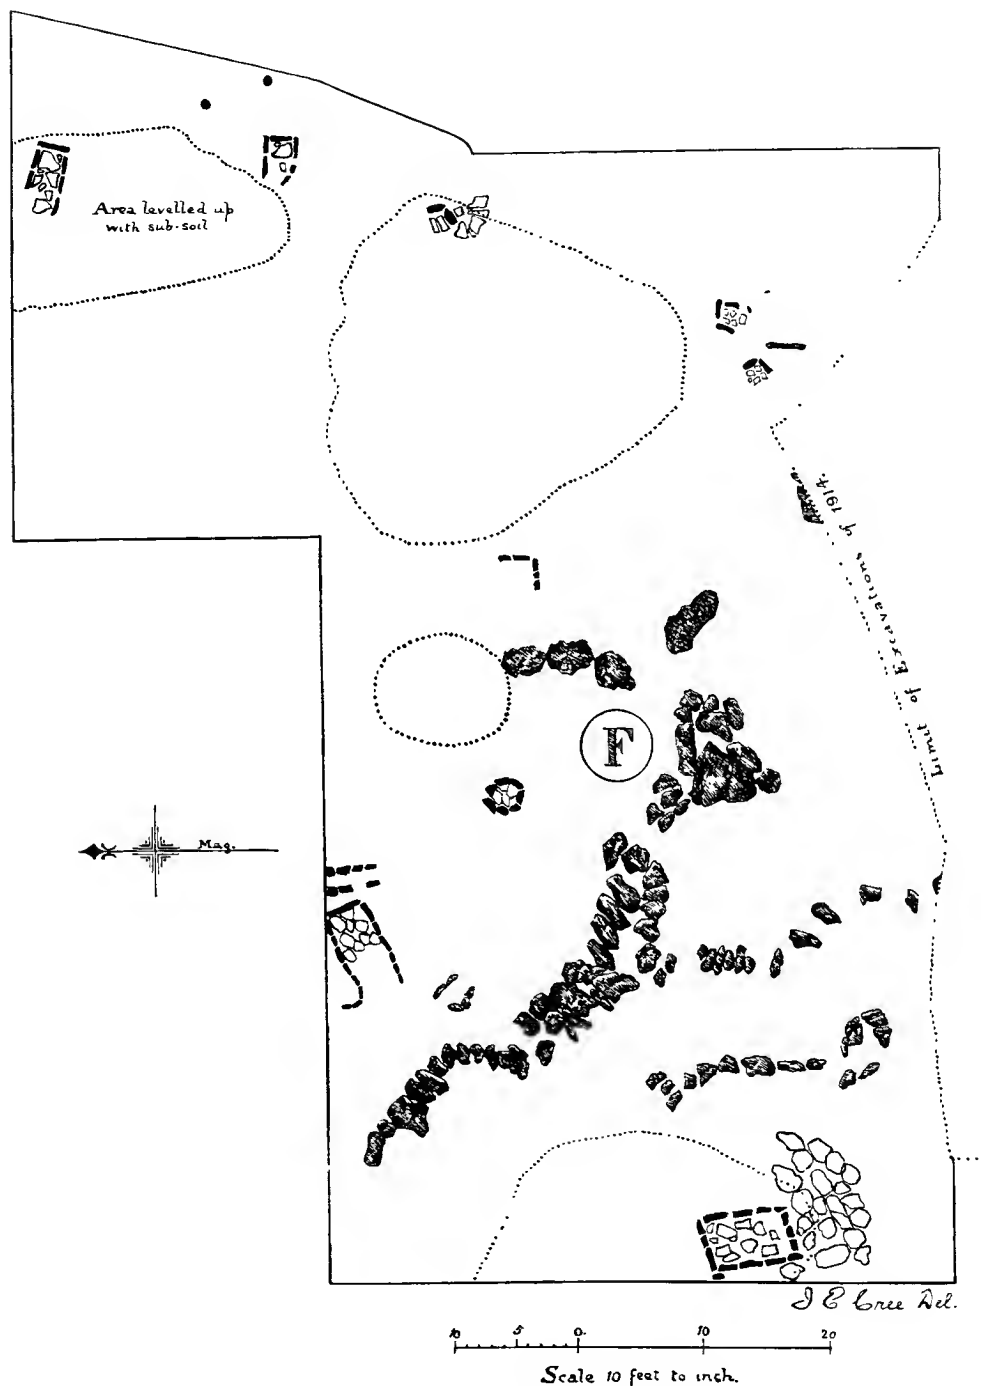 Area levelled up
with sub-soil
Limit of Excavations of 1914.
F
Mag.
J E Cree Del.
10 5 0. 10 20
Scale 10 feet to inch.